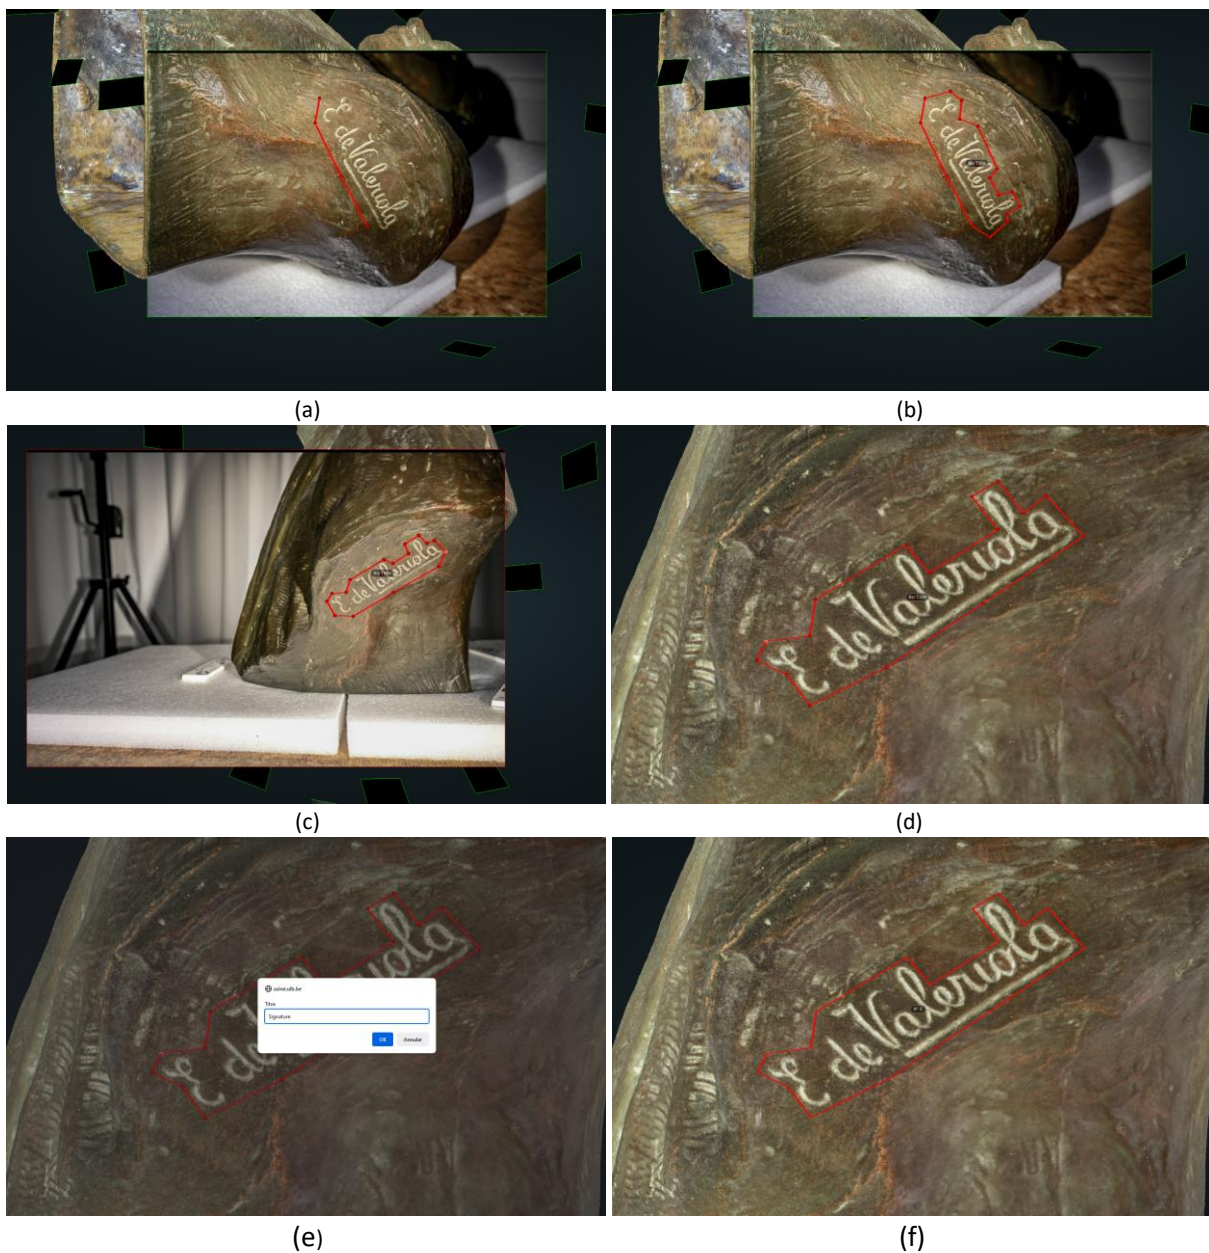 E de Valeriola
E de Valeriola
(a)
(b)
E de Valeriola
E de Valeriola
(c)
(d)
E de Valeriola
Titre
Signature
OK
Annuler
E de Valeriola
(e)
(f)